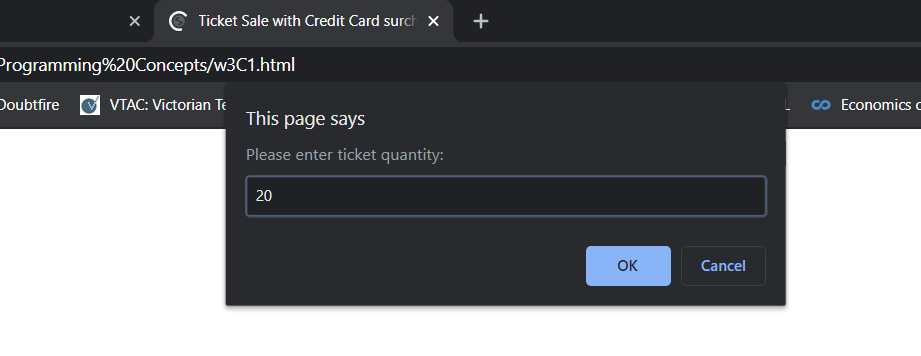 Ticket Sale with Credit Card surch
Programming%20Concepts/w3C1.html
Doubtfire VTAC: Victorian Te L Economics o
This page says
Please enter ticket quantity:
20
OK Cancel